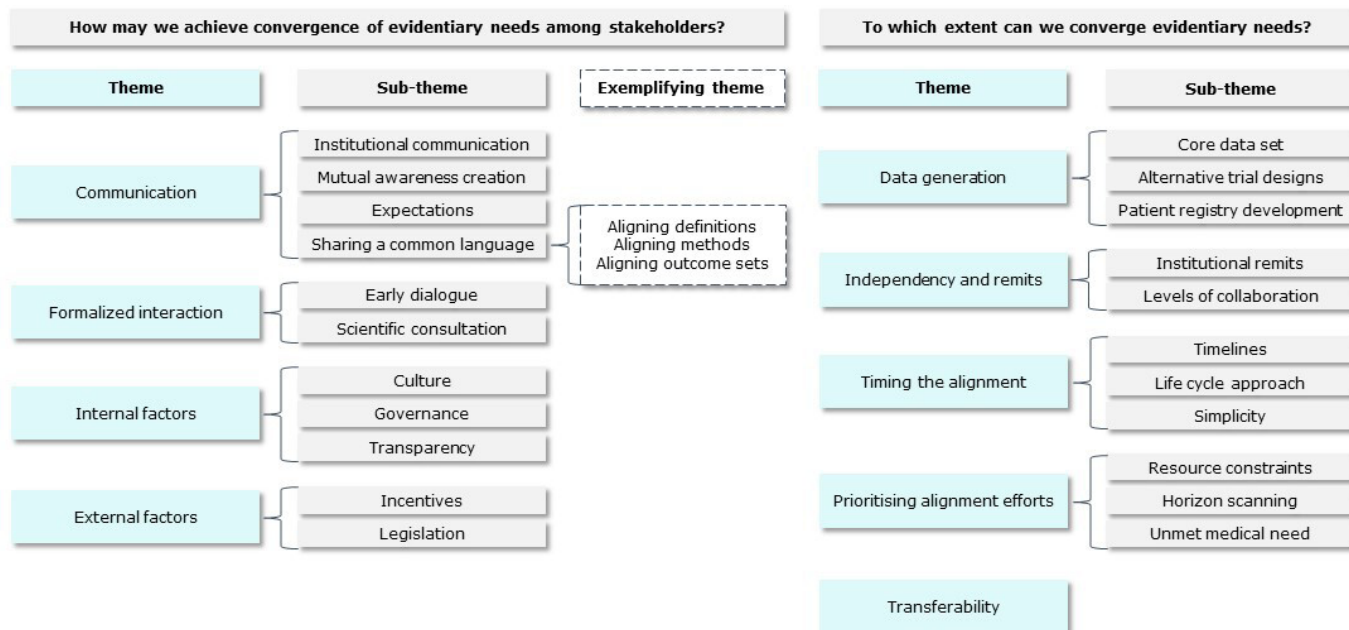 How may we achieve convergence of evidentiary needs among stakeholders?
Theme
Sub-theme
Exemplifying theme
Communication
Institutional communication
Mutual awareness creation
Expectations
Sharing a common language
Aligning definitions
Aligning methods
Aligning outcome sets
Formalized interaction
Early dialogue
Scientific consultation
Internal factors
Culture
Governance
Transparency
External factors
Incentives
Legislation
To which extent can we converge evidentiary needs?
Theme
Sub-theme
Data generation
Core data set
Alternative trial designs
Patient registry development
Independency and remits
Institutional remits
Levels of collaboration
Timing the alignment
Timelines
Life cycle approach
Simplicity
Prioritising alignment efforts
Resource constraints
Horizon scanning
Unmet medical need
Transferability